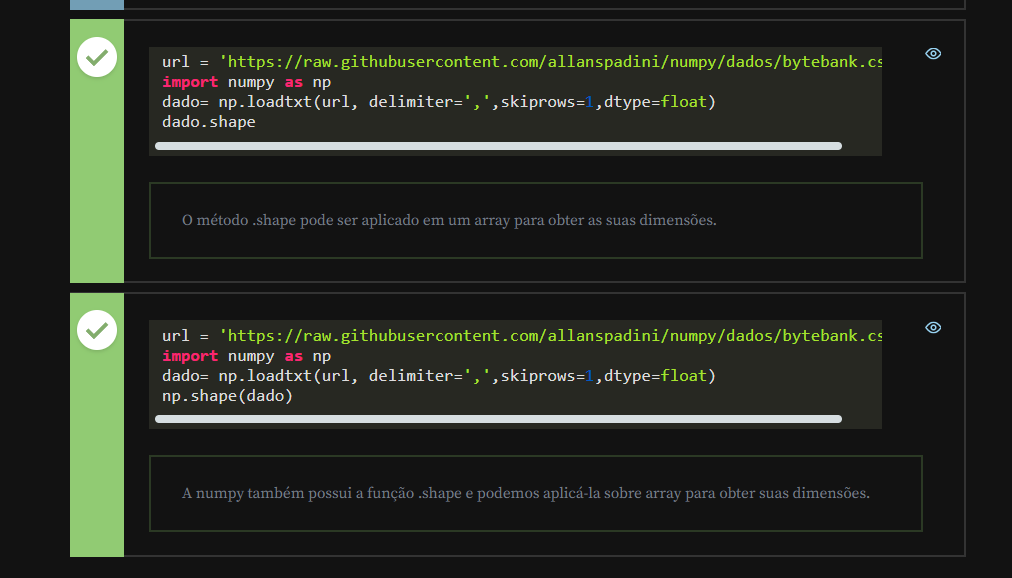 url = 'https://raw.githubusercontent.com/allanspadini/numpy/dados/bytebank.cs
import numpy as np
dado= np.loadtxt(url, delimiter=',',skiprows=1,dtype=float)
dado.shape
O método .shape pode ser aplicado em um array para obter as suas dimensões.
url = 'https://raw.githubusercontent.com/allanspadini/numpy/dados/bytebank.cs
import numpy as np
dado= np.loadtxt(url, delimiter=',',skiprows=1,dtype=float)
np.shape(dado)
A numpy também possui a função .shape e podemos aplicá-la sobre array para obter suas dimensões.